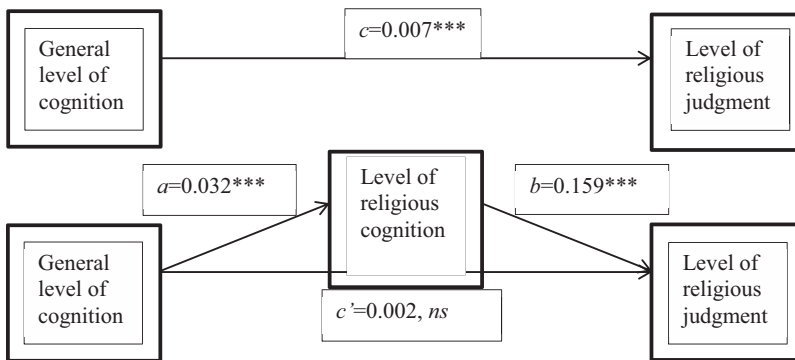 General
level of
cognition
c=0.007***
Level of
religious
judgment
a=0.032***
Level of
religious
cognition
b=0.159***
General
level of
cognition
c’=0.002, ns
Level of
religious
judgment